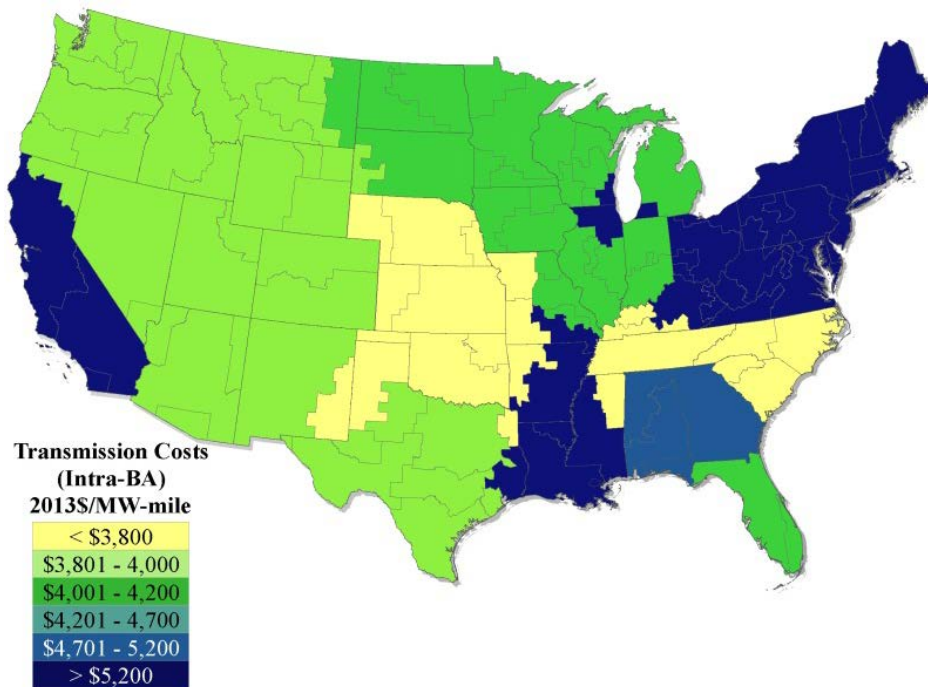 Transmission Costs
(Intra-BA)
2013$/MW-mile
< $3,800
$3,801 - 4,000
$4,001 - 4,200
$4,201 - 4,700
$4,701 - 5,200
> $5,200